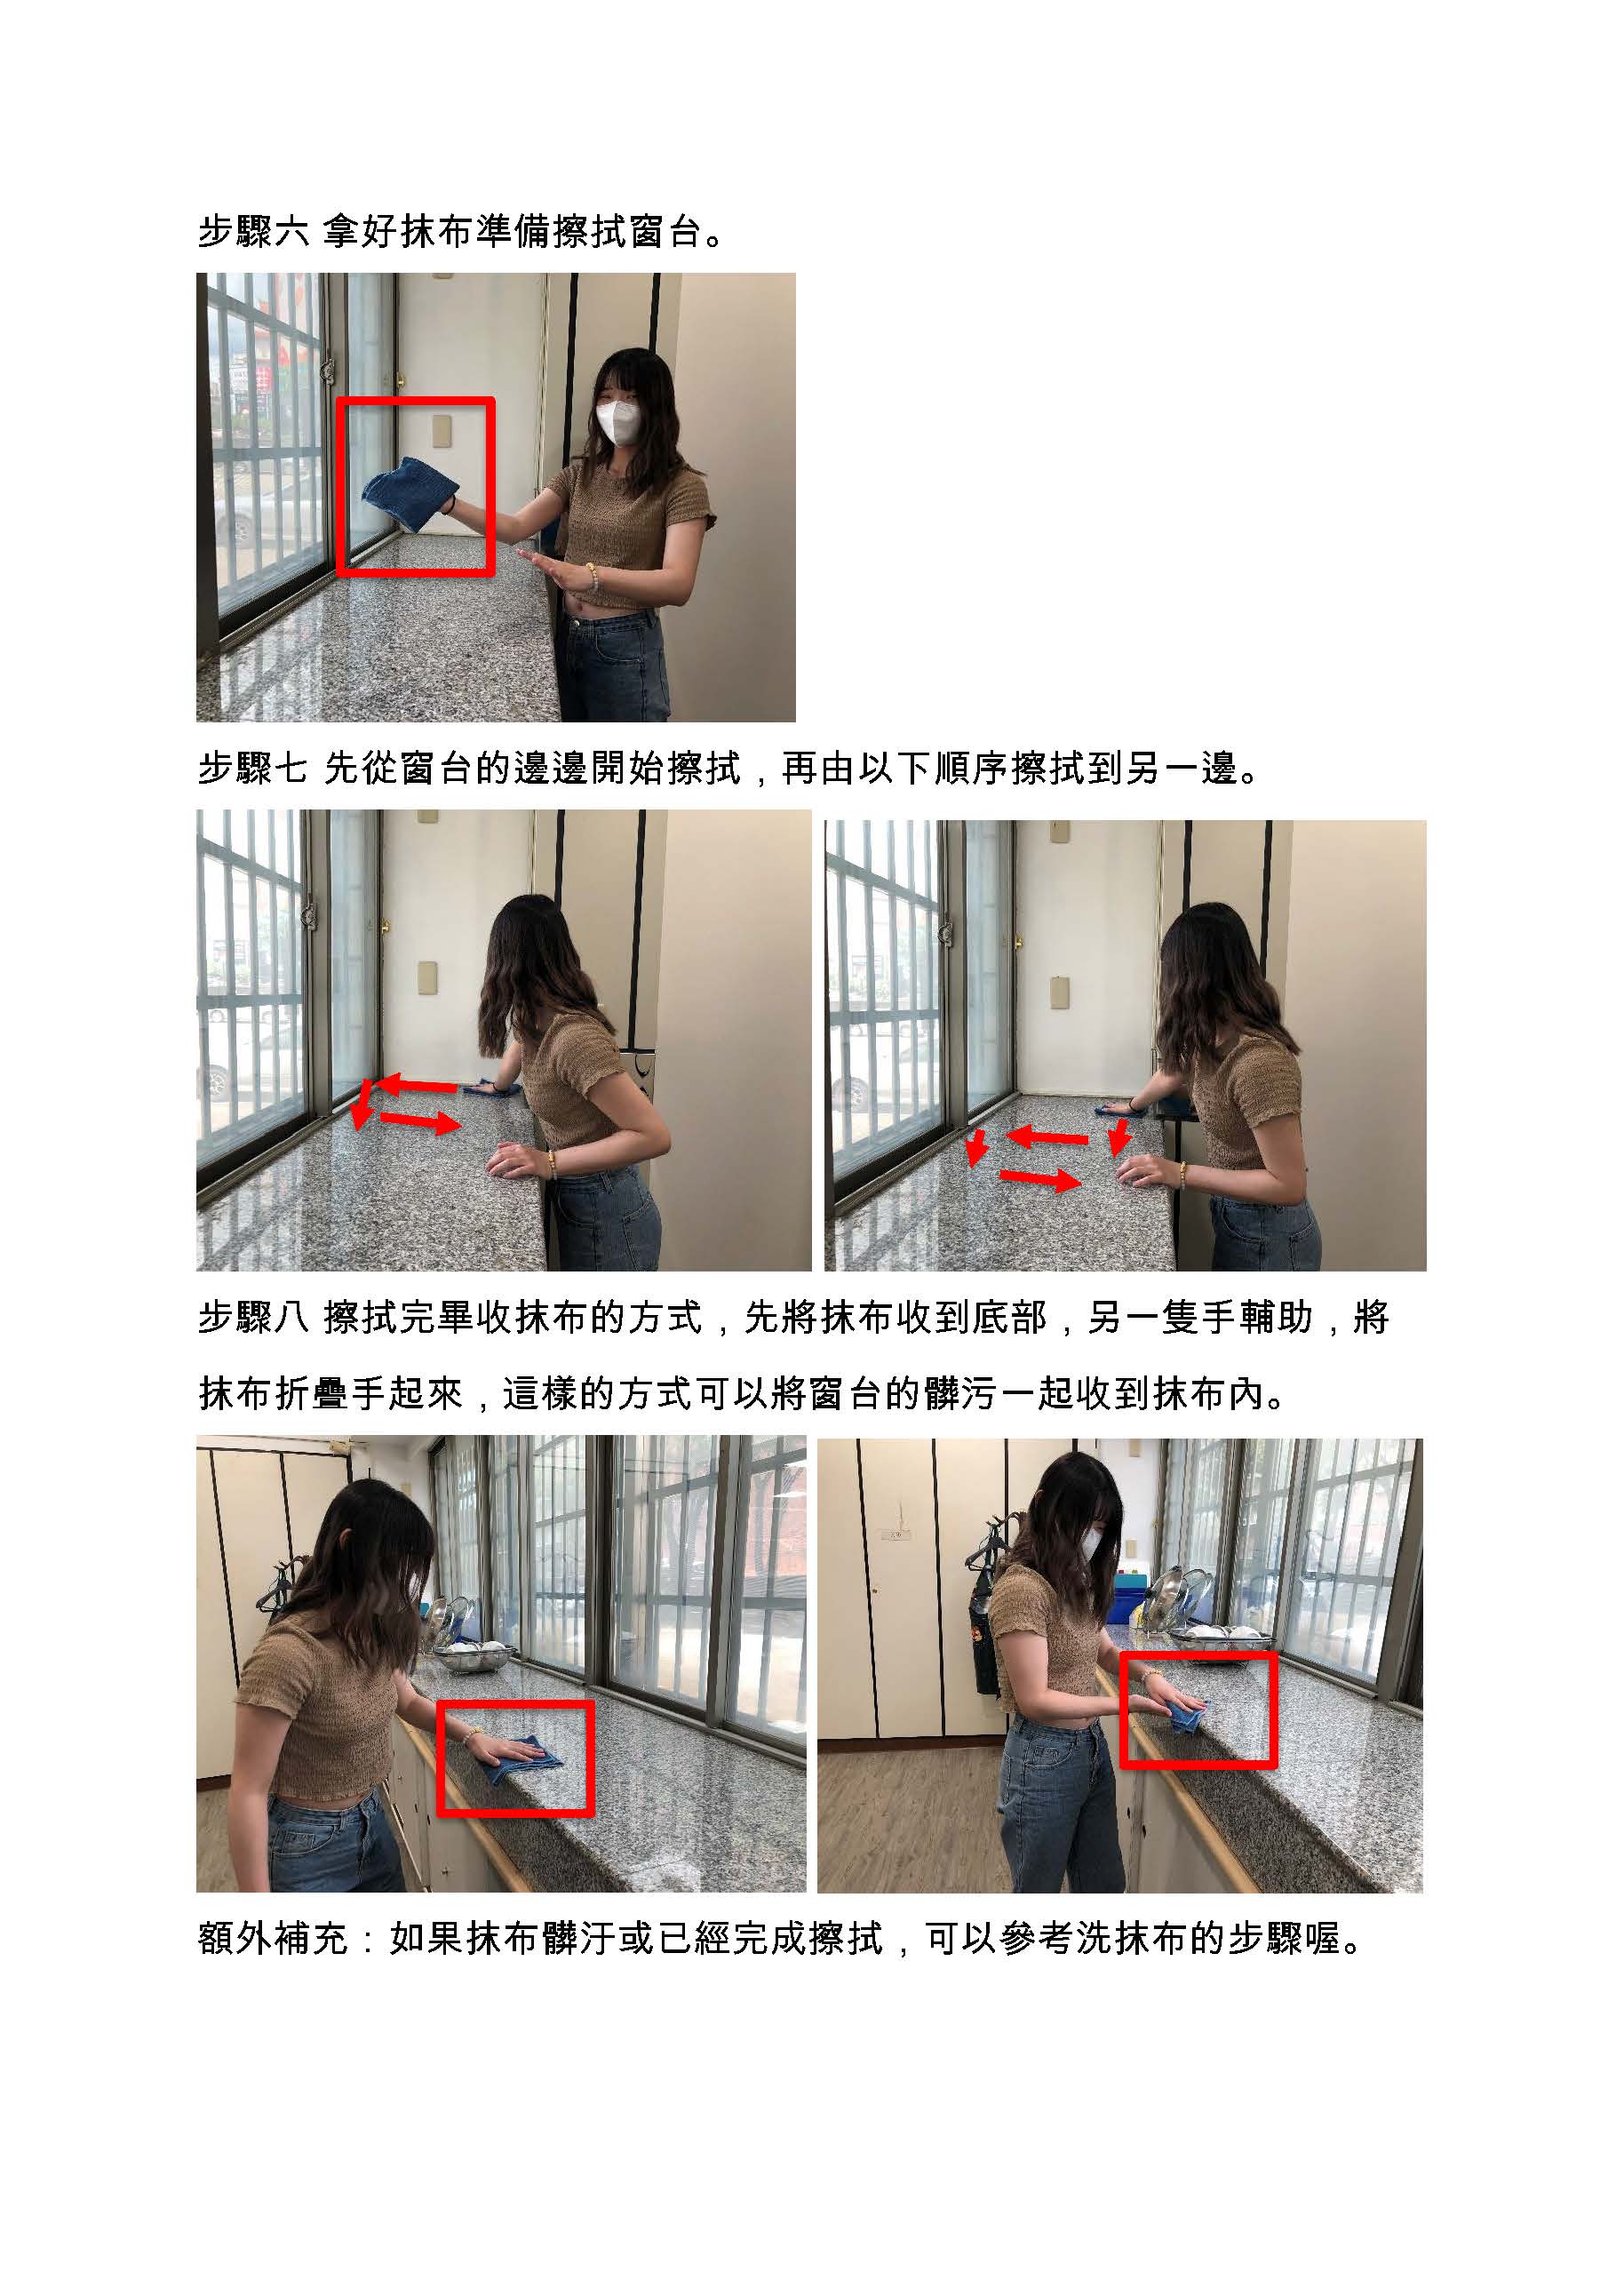 步驟六 拿好抹布準備擦拭窗台。
步驟七 先從窗台的邊邊開始擦拭，再由以下順序擦拭到另一邊。
步驟八 擦拭完畢收抹布的方式，先將抹布收到底部，另一隻手輔助，將
抹布折疊手起來，這樣的方式可以將窗台的髒污一起收到抹布內。
額外補充：如果抹布髒汙或已經完成擦拭，可以參考洗抹布的步驟喔。